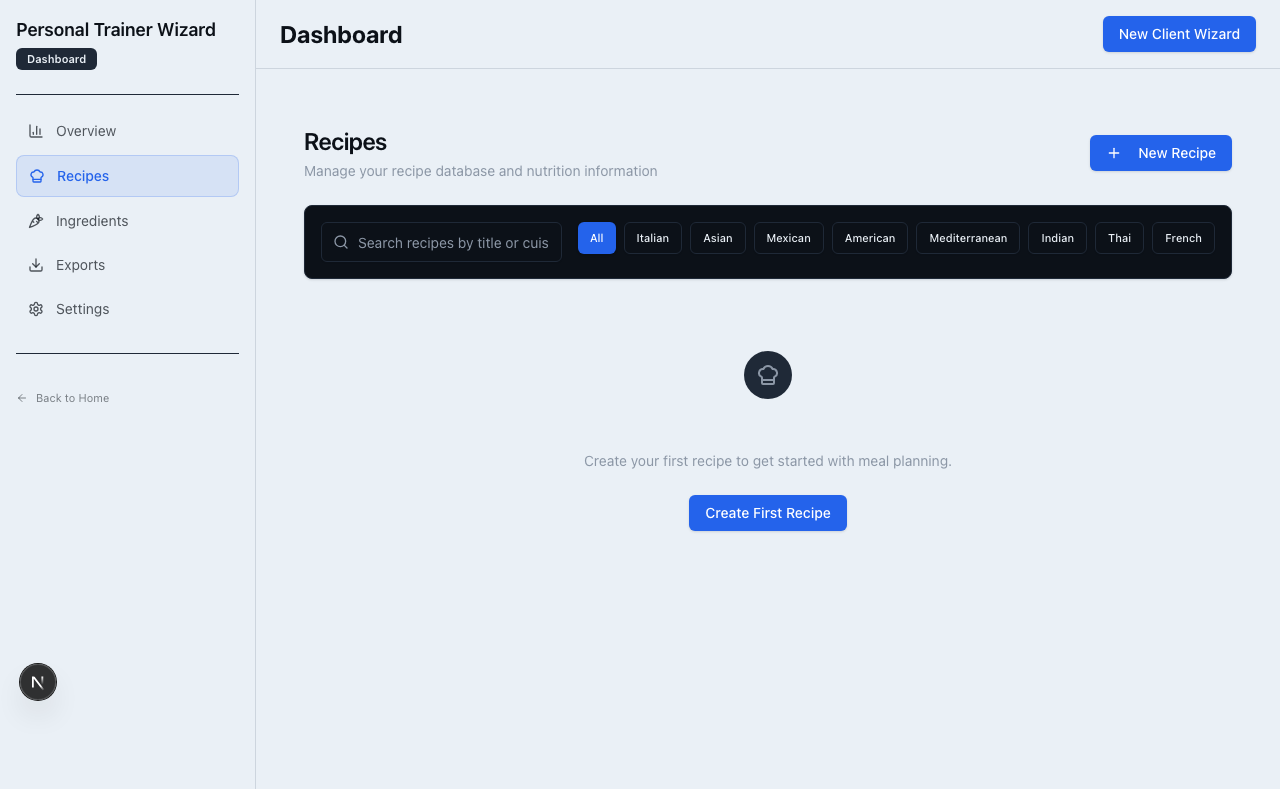 Personal Trainer Wizard
Dashboard
Overview
Recipes
Ingredients
Exports
Settings
Back to Home
N
Dashboard
New Client Wizard
Recipes
Manage your recipe database and nutrition information
New Recipe
Search recipes by title or cuis
All
Italian
Asian
Mexican
American
Mediterranean
Indian
Thai
French
Create your first recipe to get started with meal planning.
Create First Recipe